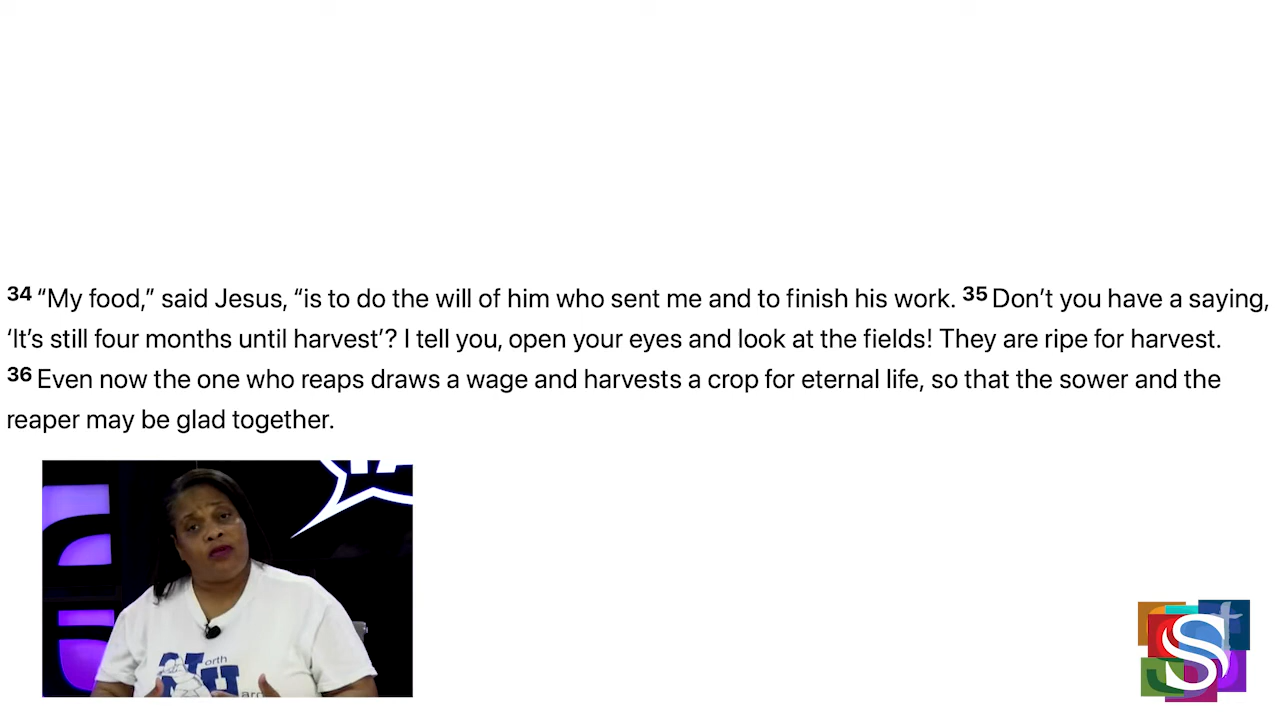 34 “My food,” said Jesus, “is to do the will of him who sent me and to finish his work. 35 Don’t you have a saying,
‘It’s still four months until harvest’? I tell you, open your eyes and look at the fields! They are ripe for harvest.
36 Even now the one who reaps draws a wage and harvests a crop for eternal life, so that the sower and the
reaper may be glad together.
North
NH
S